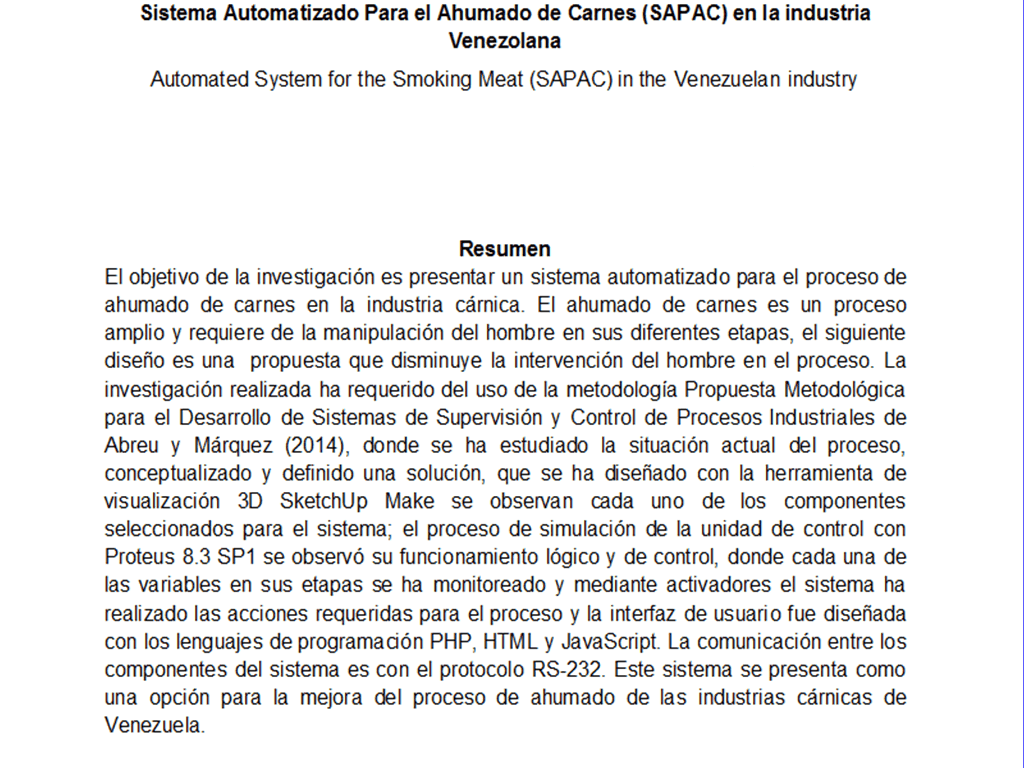 Sistema Automatizado Para el Ahumado de Carnes (SAPAC) en la industria
Venezolana
Automated System for the Smoking Meat (SAPAC) in the Venezuelan industry
Resumen
El objetivo de la investigación es presentar un sistema automatizado para el proceso de
ahumado de carnes en la industria cárnica. El ahumado de carnes es un proceso
amplio y requiere de la manipulación del hombre en sus diferentes etapas, el siguiente
diseño es una propuesta que disminuye la intervención del hombre en el proceso. La
investigación realizada ha requerido del uso de la metodología Propuesta Metodológica
para el Desarrollo de Sistemas de Supervisión y Control de Procesos Industriales de
Abreu y Márquez (2014), donde se ha estudiado la situación actual del proceso,
conceptualizado y definido una solución, que se ha diseñado con la herramienta de
visualización 3D SketchUp Make se observan cada uno de los componentes
seleccionados para el sistema; el proceso de simulación de la unidad de control con
Proteus 8.3 SP1 se observó su funcionamiento lógico y de control, donde cada una de
las variables en sus etapas se ha monitoreado y mediante activadores el sistema ha
realizado las acciones requeridas para el proceso y la interfaz de usuario fue diseñada
con los lenguajes de programación PHP, HTML y JavaScript. La comunicación entre los
componentes del sistema es con el protocolo RS-232. Este sistema se presenta como
una opción para la mejora del proceso de ahumado de las industrias cárnicas de
Venezuela.